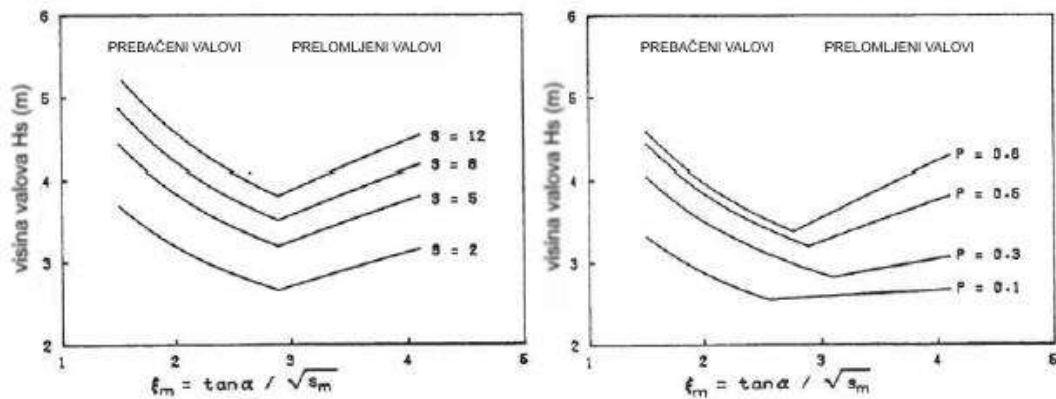 6
PREBAČENI VALOVI PRELOMLJENI VALOVI
5
S = 12
S = 8
4
S = 5
S = 2
3
2
1 2 3 4 5
visina valova Hs (m)
ξm = tanα / √sm
6
PREBAČENI VALOVI PRELOMLJENI VALOVI
5
P = 0.6
4
P = 0.5
P = 0.3
3
P = 0.1
2
1 2 3 4 5
visina valova Hs (m)
ξm = tanα / √sm